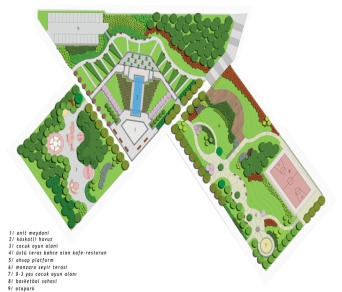 1/ anit meydani
2/ kaskatli havuz
3/ cocuk oyun alani
4/ üstü teras bahce olan kafe-restoran
5/ ahsap platform
6/ manzara seyir terasi
7/ 0-3 yas cocuk oyun alani
8/ basketbol sahasi
9/ otopark